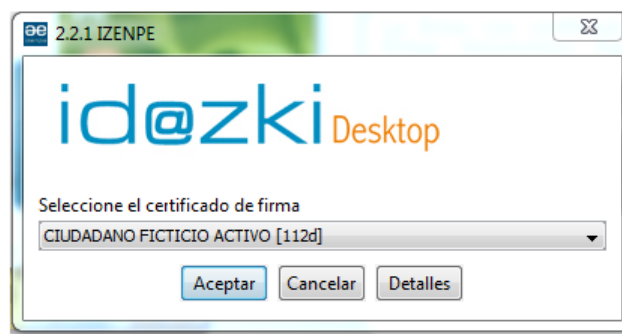 ae 2.2.1 IZENPE
id@zki Desktop
Seleccione el certificado de firma
CIUDADANO FICTICIO ACTIVO [112d]
Aceptar Cancelar Detalles